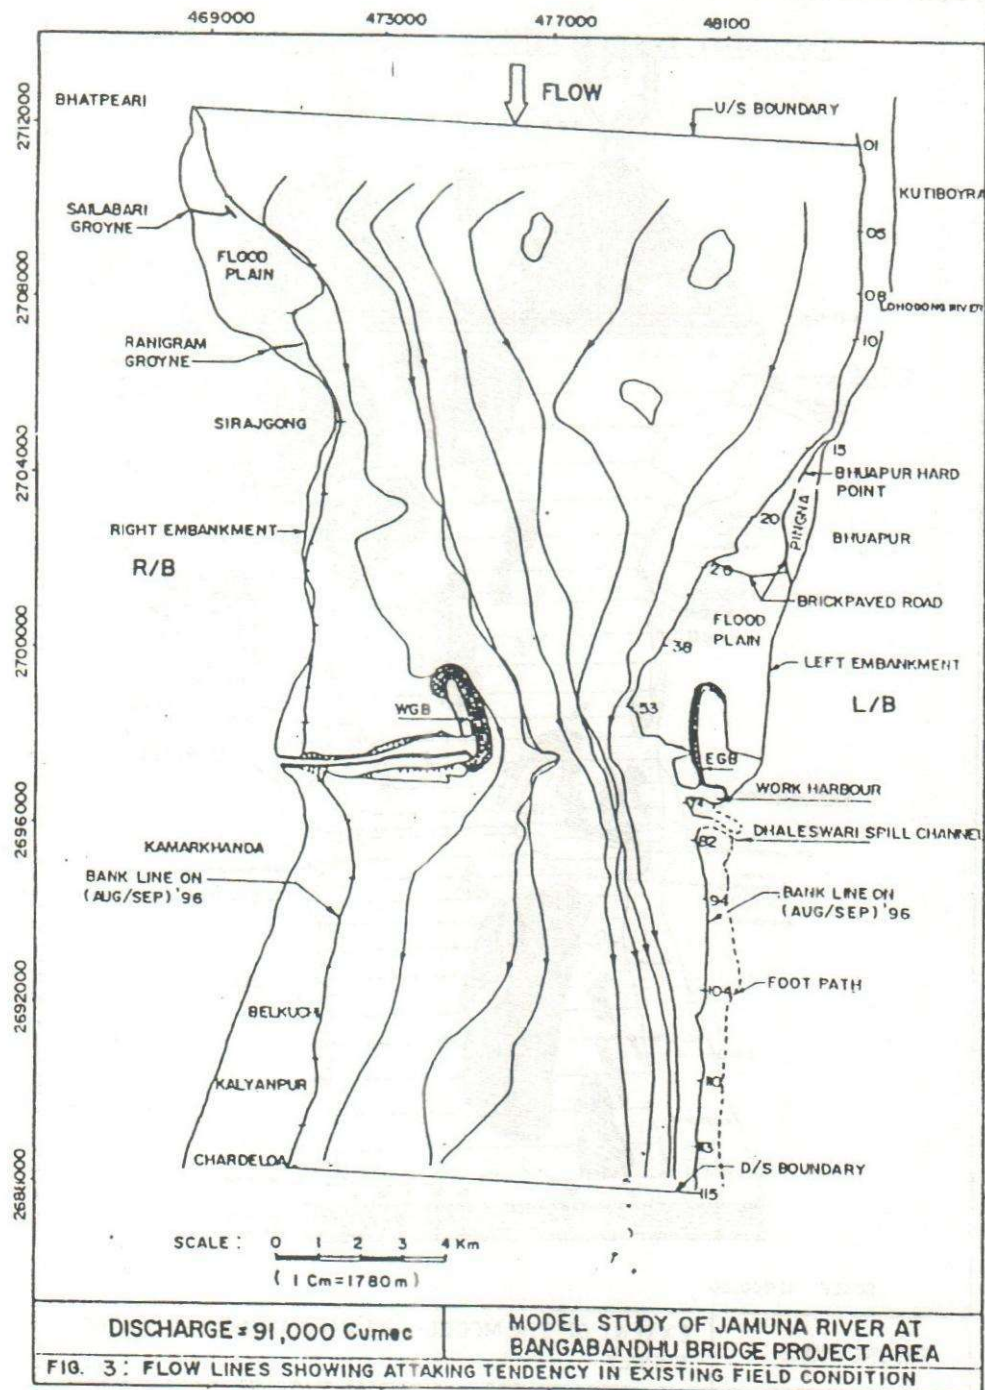 469000 473000 477000 48100
BHATPEARI
FLOW
U/S BOUNDARY
2712000
01
KUTIBOYRA
SAILABARI
GROYNE
05
FLOOD
PLAIN
2708000
08
10
RANIGRAM
GROYNE
SIRAJGONG
2704000
15
BHUAPUR HARD
POINT
20
PINGNA
RIGHT EMBANKMENT
BHUAPUR
R/B
26
BRICKPAVED ROAD
FLOOD
PLAIN
2700000
38
LEFT EMBANKMENT
WGB
53
L/B
EGB
WORK HARBOUR
74
2696000
DHALESWARI SPILL CHANNEL
82
KAMARKHANDA
BANK LINE ON
(AUG/SEP) '96
94
BANK LINE ON
(AUG/SEP) '96
104
FOOT PATH
2692000
BELKUCHI
KALYANPUR
110
113
CHARDELOA
D/S BOUNDARY
2688000
115
SCALE : 0 1 2 3 4 Km
( 1 Cm = 1780 m )
DISCHARGE = 91,000 Cumec
MODEL STUDY OF JAMUNA RIVER AT
BANGABANDHU BRIDGE PROJECT AREA
FIG. 3 : FLOW LINES SHOWING ATTAKING TENDENCY IN EXISTING FIELD CONDITION